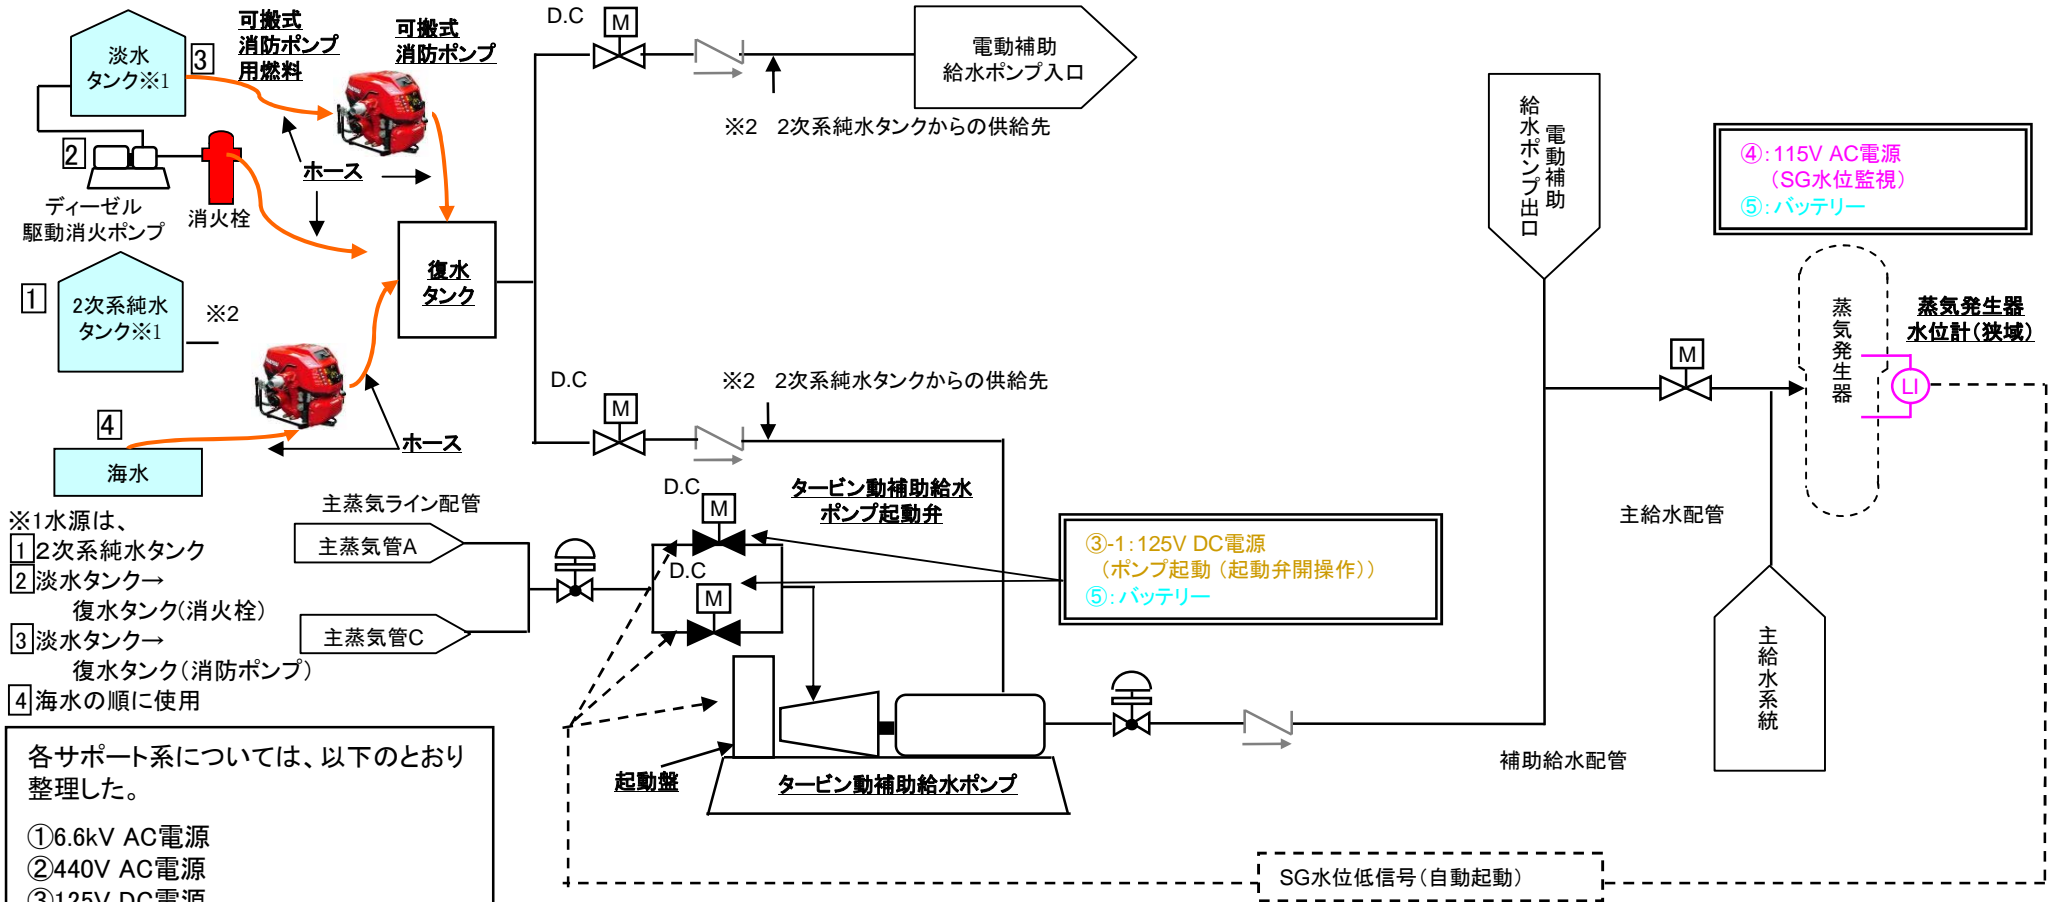 淡水
タンク※1
3
可搬式
消防ポンプ
用燃料
可搬式
消防ポンプ
D.C
M
電動補助
給水ポンプ入口
※2 2次系純水タンクからの供給先
2
ディーゼル
駆動消火ポンプ
消火栓
ホース
1
2次系純水
タンク※1
※2
復水
タンク
4
海水
ホース
D.C
M
※2 2次系純水タンクからの供給先
電動補助
給水ポンプ出口
④:115V AC電源
(SG水位監視)
⑤:バッテリー
蒸気発生器
蒸気発生器
水位計(狭域)
LI
M
主給水配管
主給水系統
※1水源は、
1 2次系純水タンク
2 淡水タンク→
復水タンク(消火栓)
3 淡水タンク→
復水タンク(消防ポンプ)
4 海水の順に使用
主蒸気ライン配管
主蒸気管A
主蒸気管C
D.C
M
D.C
M
タービン動補助給水
ポンプ起動弁
③-1:125V DC電源
(ポンプ起動(起動弁開操作))
⑤:バッテリー
起動盤
タービン動補助給水ポンプ
補助給水配管
SG水位低信号(自動起動)
各サポート系については、以下のとおり
整理した。
①6.6kV AC電源
②440V AC電源
③125V DC電源